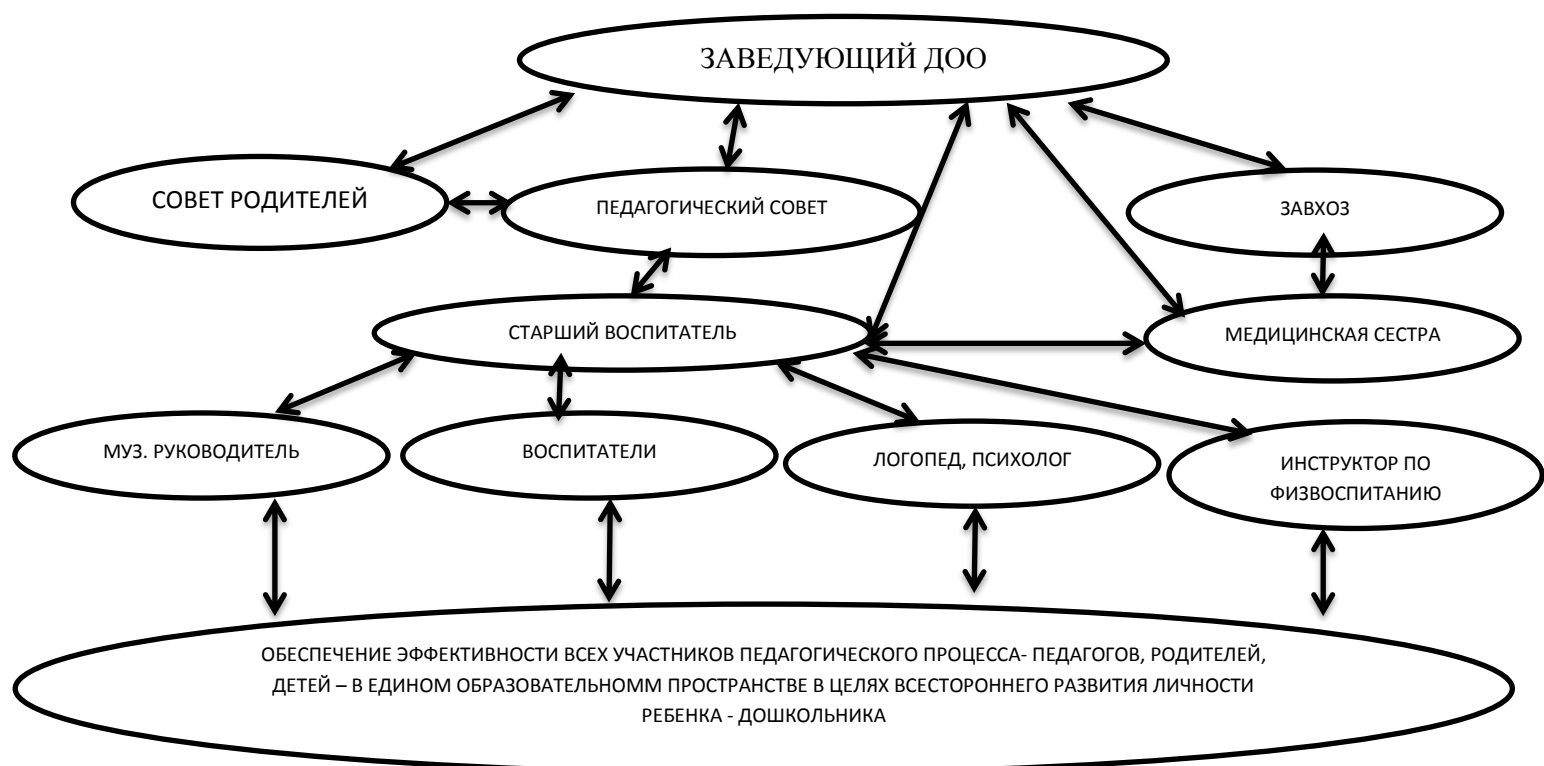 ЗАВЕДУЮЩИЙ ДОО
СОВЕТ РОДИТЕЛЕЙ
ПЕДАГОГИЧЕСКИЙ СОВЕТ
ЗАВХОЗ
СТАРШИЙ ВОСПИТАТЕЛЬ
МЕДИЦИНСКАЯ СЕСТРА
МУЗ. РУКОВОДИТЕЛЬ
ВОСПИТАТЕЛИ
ЛОГОПЕД, ПСИХОЛОГ
ИНСТРУКТОР ПО
ФИЗВОСПИТАНИЮ
ОБЕСПЕЧЕНИЕ ЭФФЕКТИВНОСТИ ВСЕХ УЧАСТНИКОВ ПЕДАГОГИЧЕСКОГО ПРОЦЕССА- ПЕДАГОГОВ, РОДИТЕЛЕЙ,
ДЕТЕЙ – В ЕДИНОМ ОБРАЗОВАТЕЛЬНОММ ПРОСТРАНСТВЕ В ЦЕЛЯХ ВСЕСТОРОННЕГО РАЗВИТИЯ ЛИЧНОСТИ
РЕБЕНКА - ДОШКОЛЬНИКА